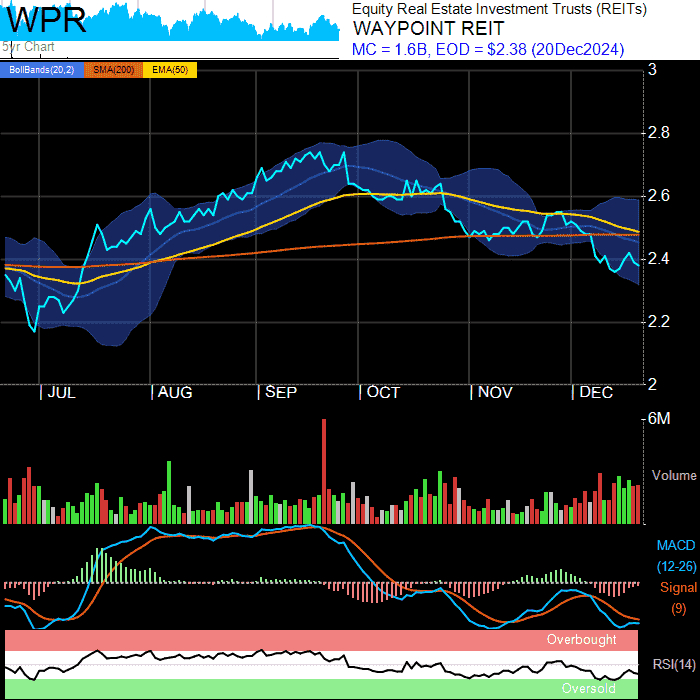 WPR
5yr Chart
Equity Real Estate Investment Trusts (REITs)
WAYPOINT REIT
MC = 1.6B, EOD = $2.38 (20Dec2024)
BollBands(20,2) SMA(200) EMA(50)
3
2.8
2.6
2.4
2.2
2
JUL AUG SEP OCT NOV DEC
6M
Volume
MACD
(12-26)
Signal
(9)
Overbought
RSI(14)
Oversold